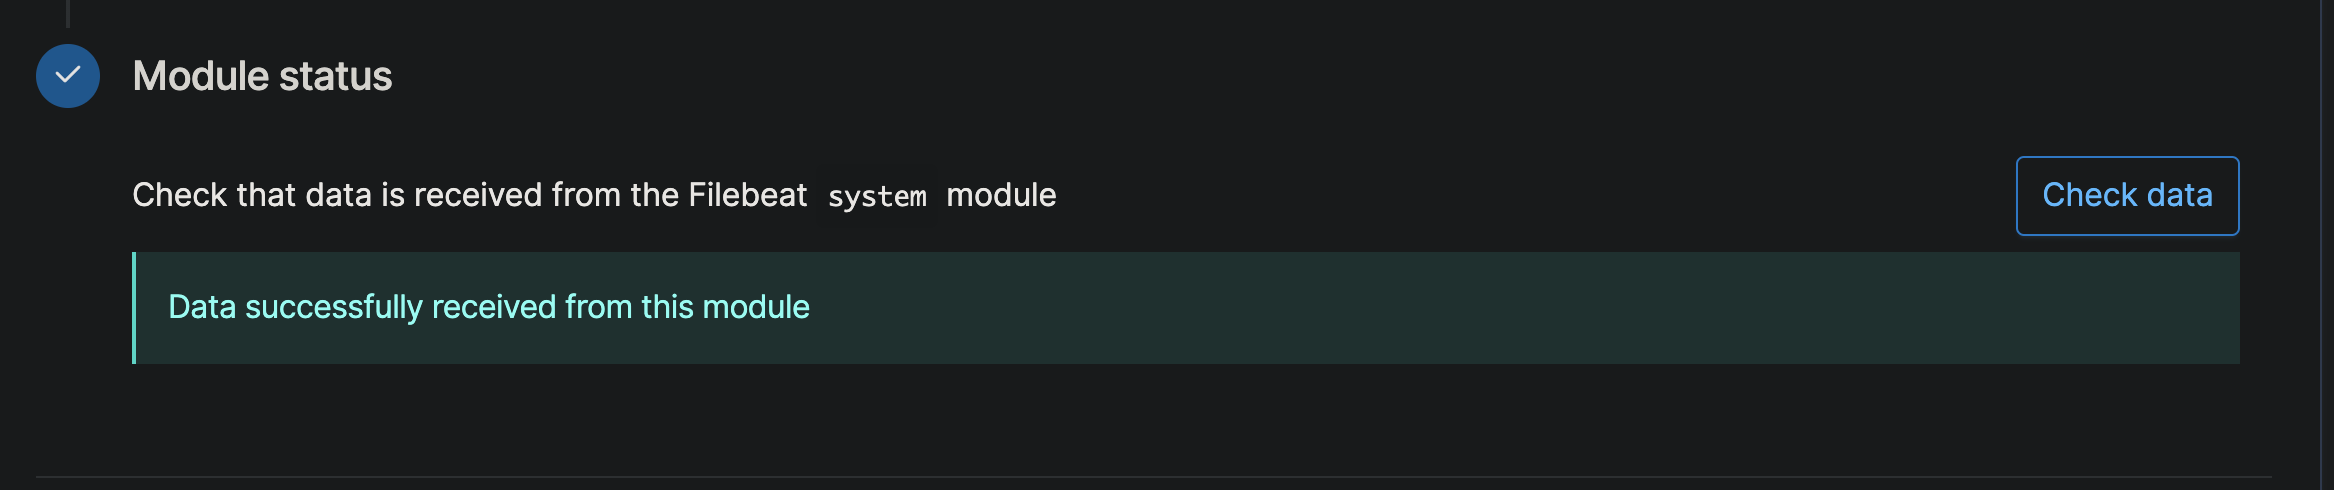 Module status
Check that data is received from the Filebeat system module
Check data
Data successfully received from this module